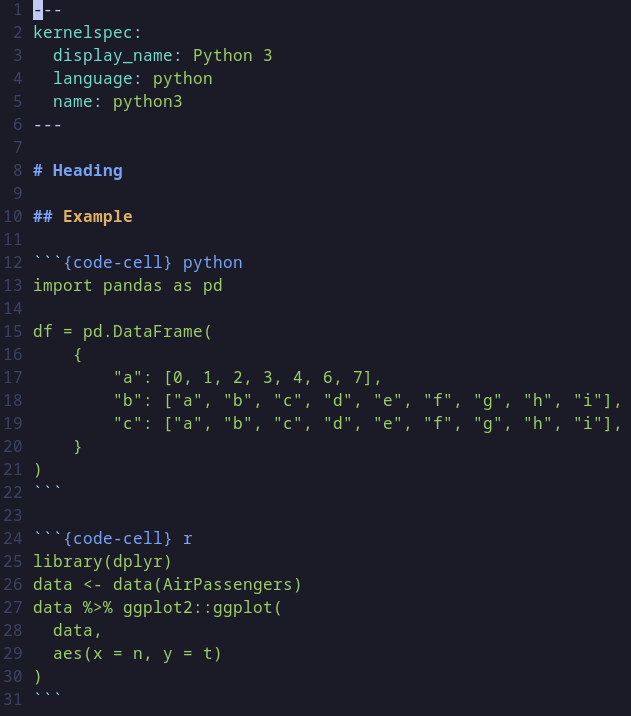 1 ---
2 kernelspec:
3   display_name: Python 3
4   language: python
5   name: python3
6 ---
7
8 # Heading
9
10 ## Example
11
12 ```{code-cell} python
13 import pandas as pd
14
15 df = pd.DataFrame(
16     {
17         "a": [0, 1, 2, 3, 4, 6, 7],
18         "b": ["a", "b", "c", "d", "e", "f", "g", "h", "i"],
19         "c": ["a", "b", "c", "d", "e", "f", "g", "h", "i"],
20     }
21 )
22 ```
23
24 ```{code-cell} r
25 library(dplyr)
26 data <- data(AirPassengers)
27 data %>% ggplot2::ggplot(
28   data,
29   aes(x = n, y = t)
30 )
31 ```